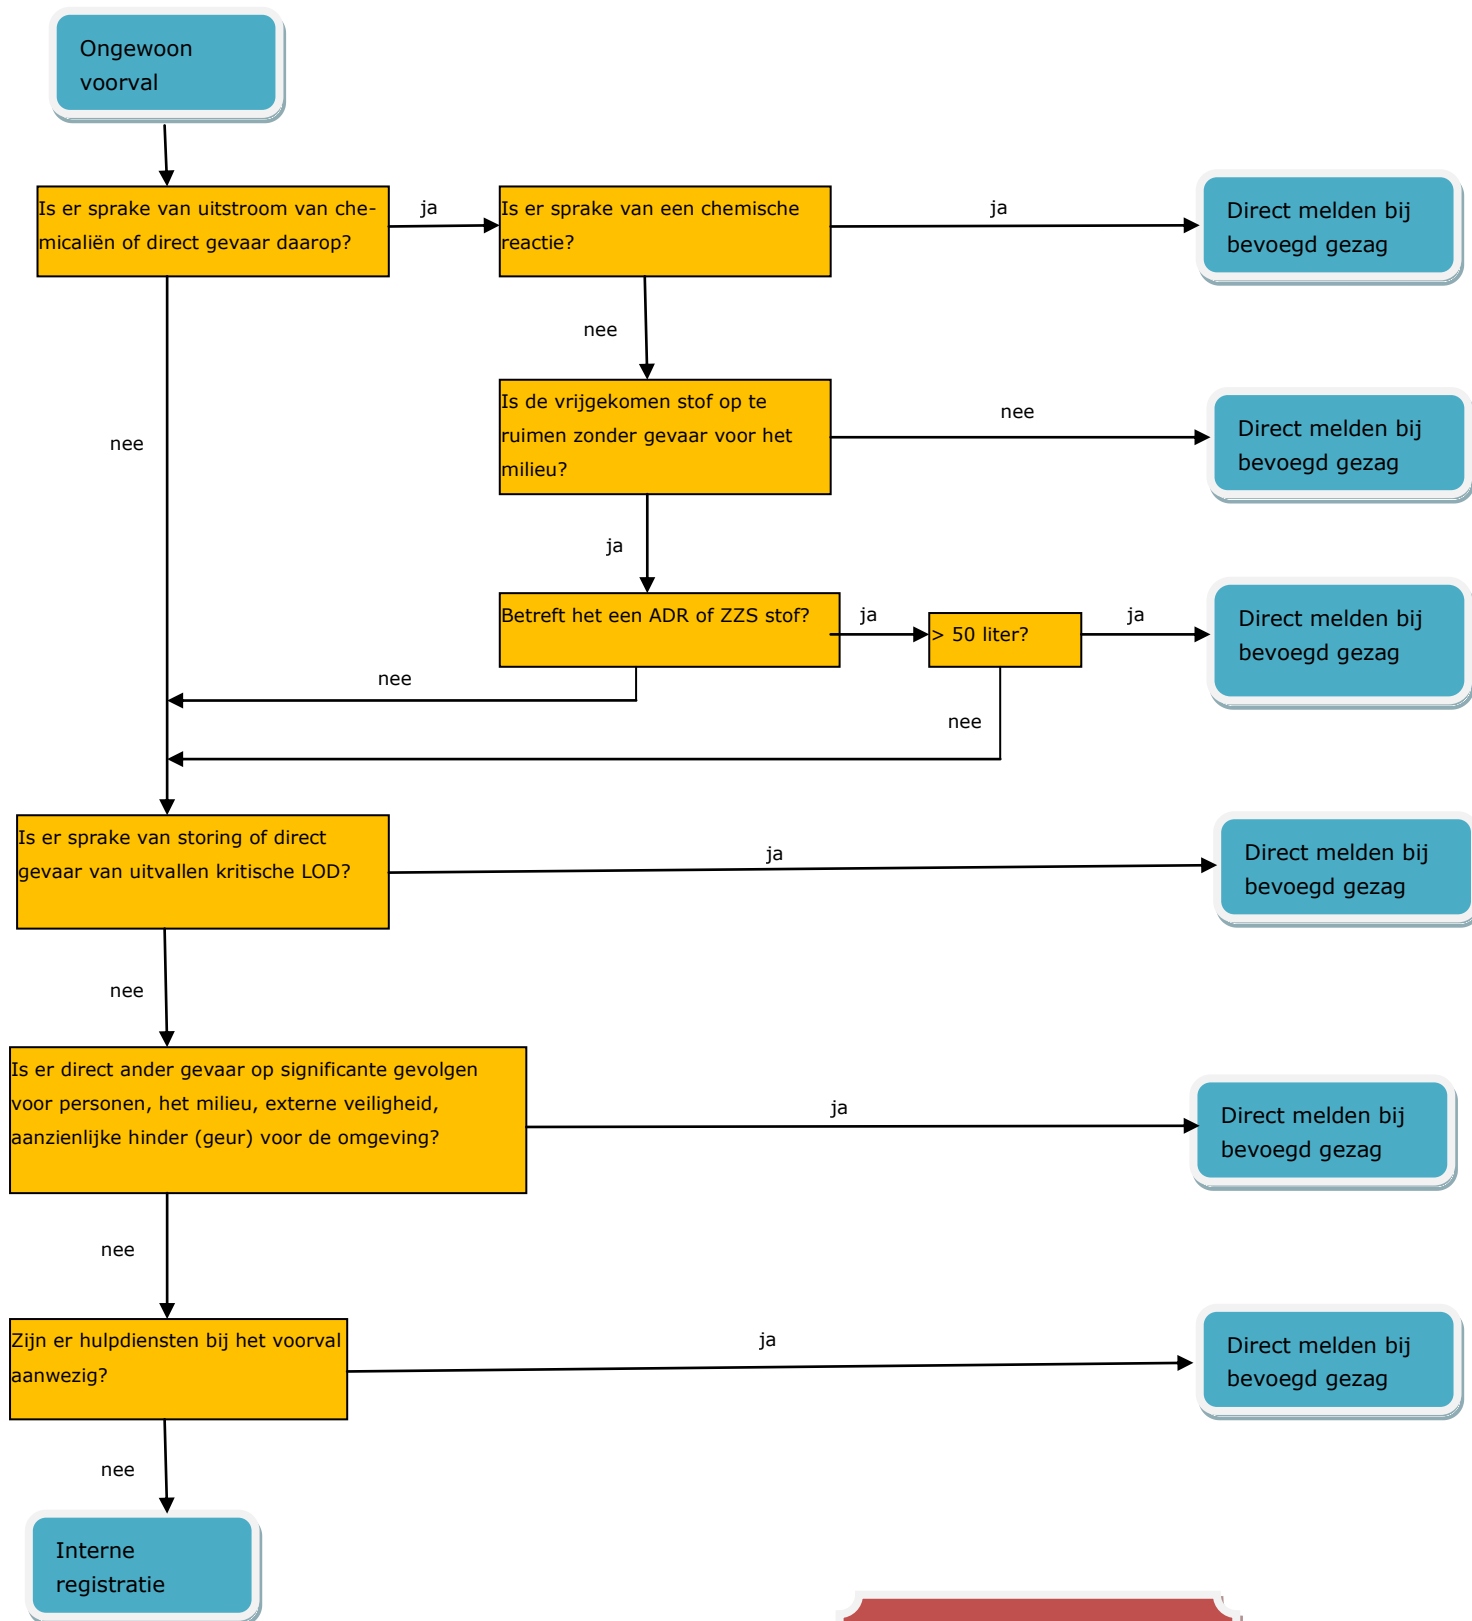 Ongewoon
voorval
Is er sprake van uitstroom van che-
micaliën of direct gevaar daarop?
ja
Is er sprake van een chemische
reactie?
ja
Direct melden bij
bevoegd gezag
nee
nee
Is de vrijgekomen stof op te
ruimen zonder gevaar voor het
milieu?
nee
Direct melden bij
bevoegd gezag
ja
Betreft het een ADR of ZZS stof?
ja
> 50 liter?
ja
Direct melden bij
bevoegd gezag
nee
nee
Is er sprake van storing of direct
gevaar van uitvallen kritische LOD?
ja
Direct melden bij
bevoegd gezag
nee
Is er direct ander gevaar op significante gevolgen
voor personen, het milieu, externe veiligheid,
aanzienlijke hinder (geur) voor de omgeving?
ja
Direct melden bij
bevoegd gezag
nee
Zijn er hulpdiensten bij het voorval
aanwezig?
ja
Direct melden bij
bevoegd gezag
nee
Interne
registratie